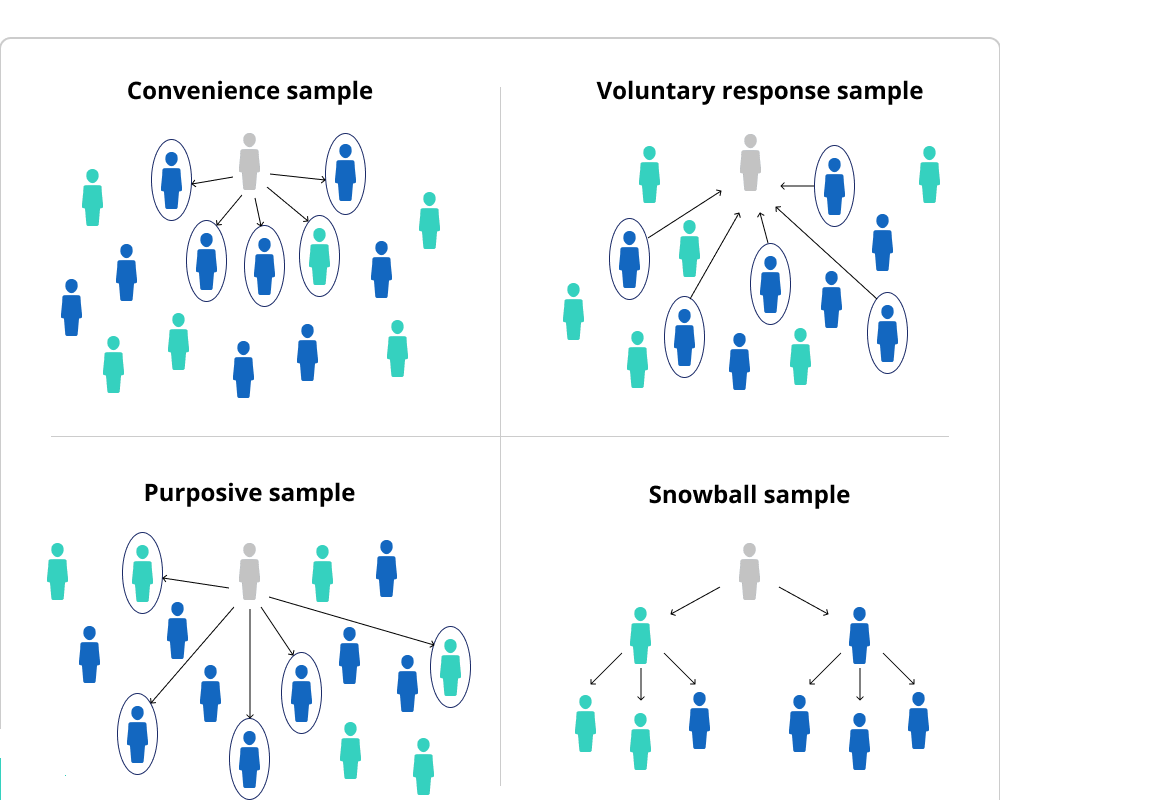 Convenience sample
Voluntary response sample
Purposive sample
Snowball sample